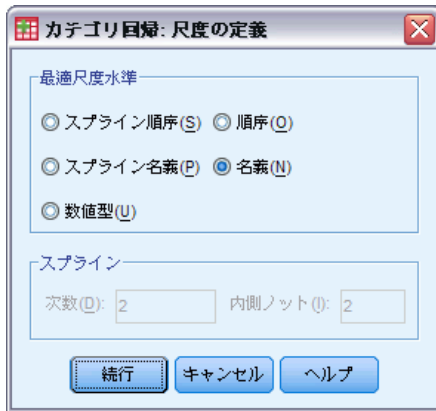 カテゴリ回帰: 尺度の定義
最適尺度水準
スプライン順序(S) 順序(O)
スプライン名義(P) 名義(N)
数値型(U)
スプライン
次数(D): 2 内側ノット(I): 2
続行 キャンセル ヘルプ